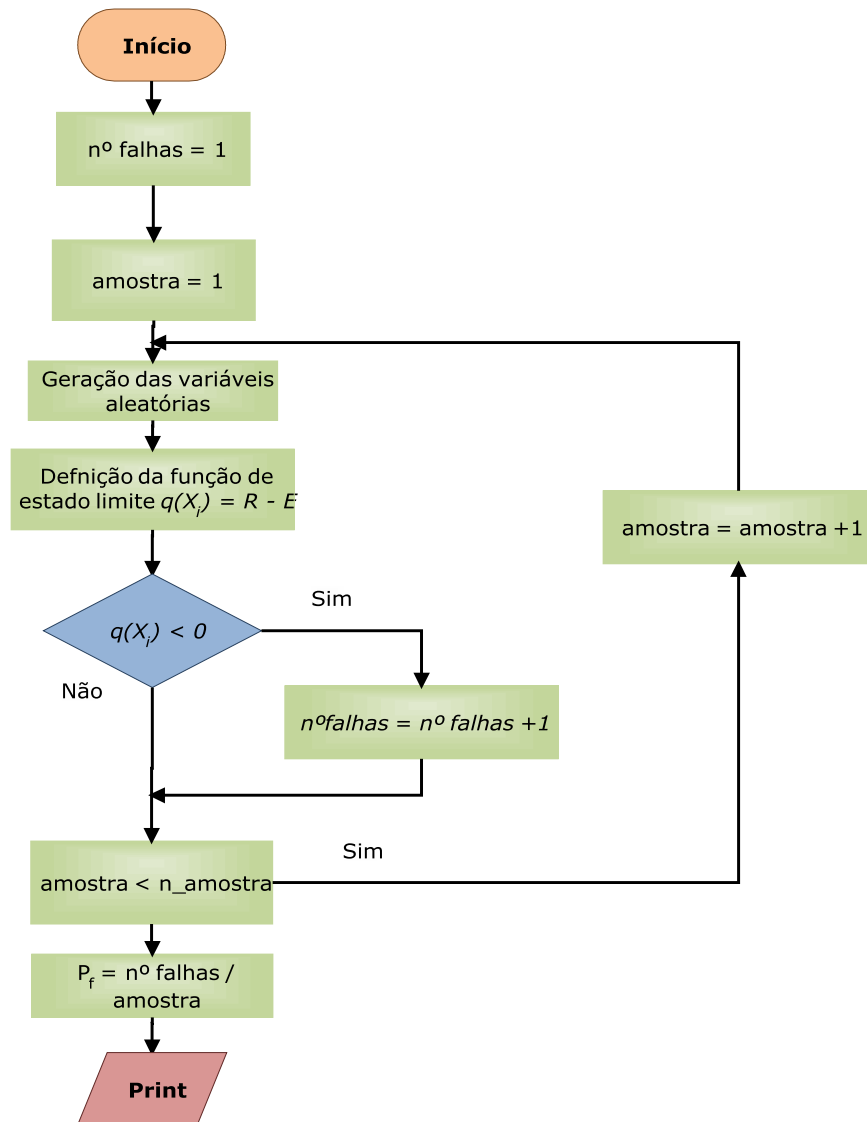 Início
nº falhas = 1
amostra = 1
Geração das variáveis
aleatórias
Defnição da função de
estado limite q(Xi) = R - E
q(Xi) < 0
Sim
Não
nºfalhas = nº falhas +1
amostra = amostra +1
amostra < n_amostra
Sim
Pf = nº falhas /
amostra
Print